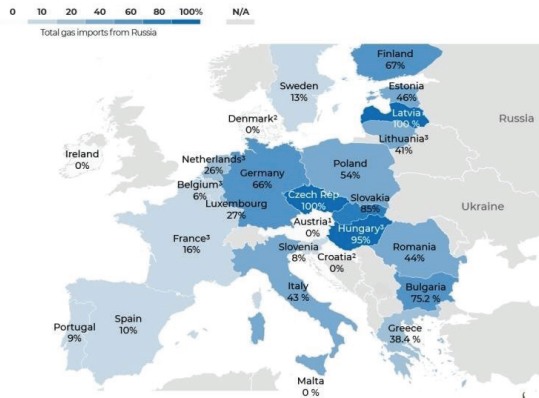 0 10 20 40 60 80 100% N/A
Total gas imports from Russia
Finland
67%
Sweden
13%
Estonia
46%
Latvia
100 %
Denmark²
0%
Russia
Lithuania³
41%
Ireland
0%
Netherlands³
26%
Poland
54%
Germany
66%
Belgium³
6%
Czech Rep
100%
Slovakia
85%
Luxembourg
27%
Ukraine
Austria¹
0%
Hungary³
95%
France³
16%
Slovenia
8%
Croatia²
0%
Romania
44%
Italy
43 %
Bulgaria
75.2 %
Spain
10%
Portugal
9%
Greece
38.4 %
Malta
0 %